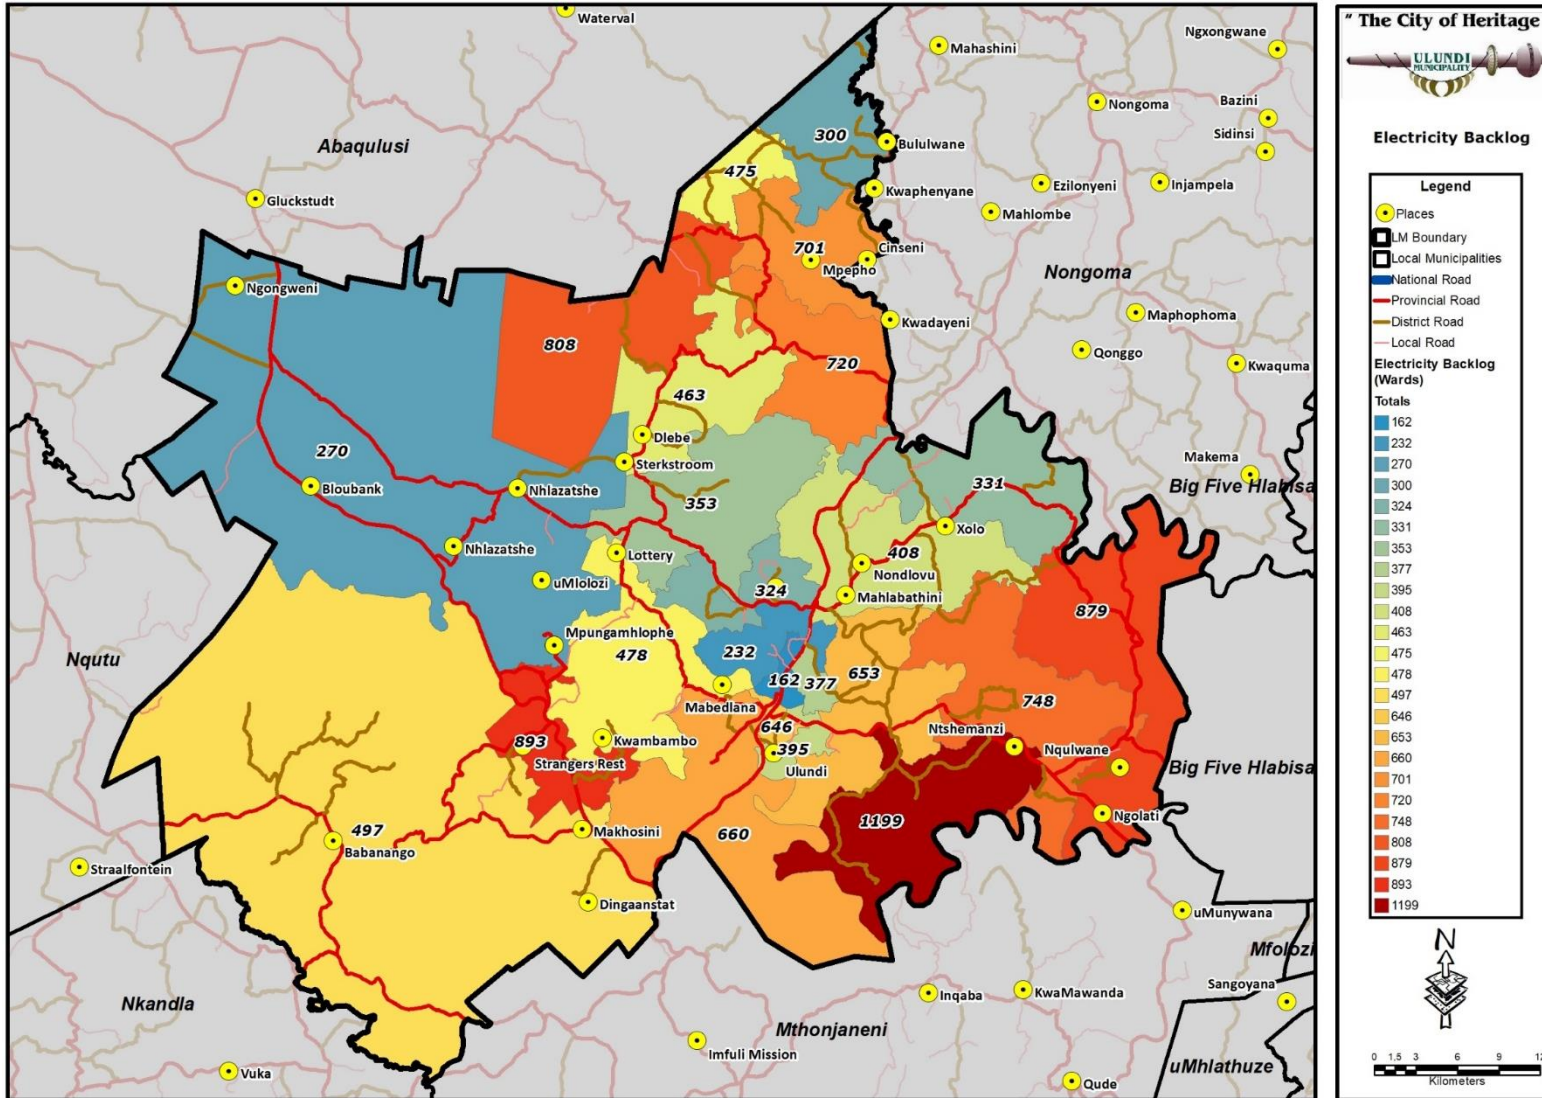 Waterval
Mahashini
Ngxongwane
Nongoma
Bazini
Sidinsi
Abaqulusi
300
Bululwane
475
Kwaphenyane
Ezilonyeni
Injampela
Gluckstudt
Mahlombe
701
Cinseni
Mpepho
Nongoma
Ngongweni
Kwadayeni
Maphophoma
808
Qonggo
720
Kwaquma
463
Dlebe
270
Sterkstroom
Makema
Big Five Hlabisa
Bloubank
Nhlazatshe
353
331
Xolo
Nhlazatshe
Lottery
408
Nondlovu
uMlolozi
324
Mahlabathini
879
Mpungamhlophe
Nqutu
478
232
653
162
377
Mabedlana
748
Ntshemanzi
646
893
Kwambambo
395
Nqulwane
Strangers Rest
Ulundi
Big Five Hlabisa
Ngolati
497
Makhosini
660
1199
Babanango
Straalfontein
Dingaanstat
uMunywana
Mfolozi
Sangoyana
Nkandla
Inqaba
KwaMawanda
Mthonjaneni
Imfuli Mission
uMhlathuze
Vuka
Qude
" The City of Heritage
ULUNDI
MUNICIPALITY
Electricity Backlog
Legend
Places
LM Boundary
Local Municipalities
National Road
Provincial Road
District Road
Local Road
Electricity Backlog
(Wards)
Totals
162
232
270
300
324
331
353
377
395
408
463
475
478
497
646
653
660
701
720
748
808
879
893
1199
N
0 1,5 3 6 9 12
Kilometers